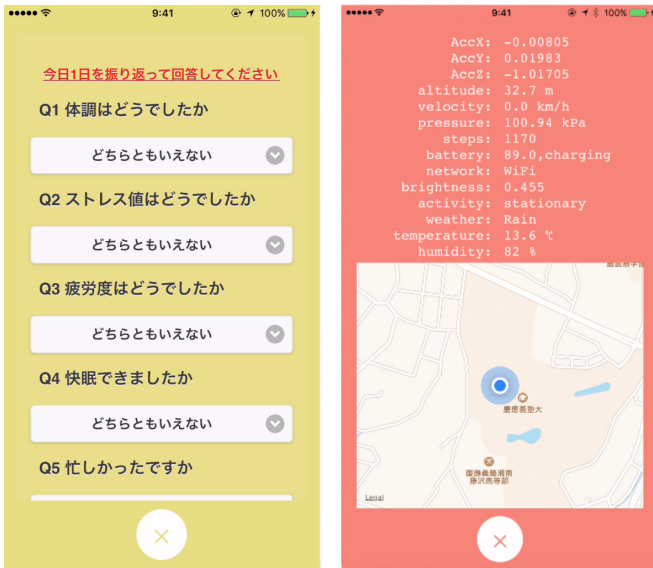 9:41
100%
今日1日を振り返って回答してください
Q1 体調はどうでしたか
どちらともいえない
Q2 ストレス値はどうでしたか
どちらともいえない
Q3 疲労度はどうでしたか
どちらともいえない
Q4 快眠できましたか
どちらともいえない
Q5 忙しかったですか
9:41
100%
AccX: -0.00805
AccY: 0.01983
AccZ: -1.01705
altitude: 32.7 m
velocity: 0.0 km/h
pressure: 100.94 kPa
steps: 1170
battery: 89.0,charging
network: WiFi
brightness: 0.455
activity: stationary
weather: Rain
temperature: 13.6 ℃
humidity: 82 %
慶應義塾大
慶應義塾湘南
藤沢高等部
Legal